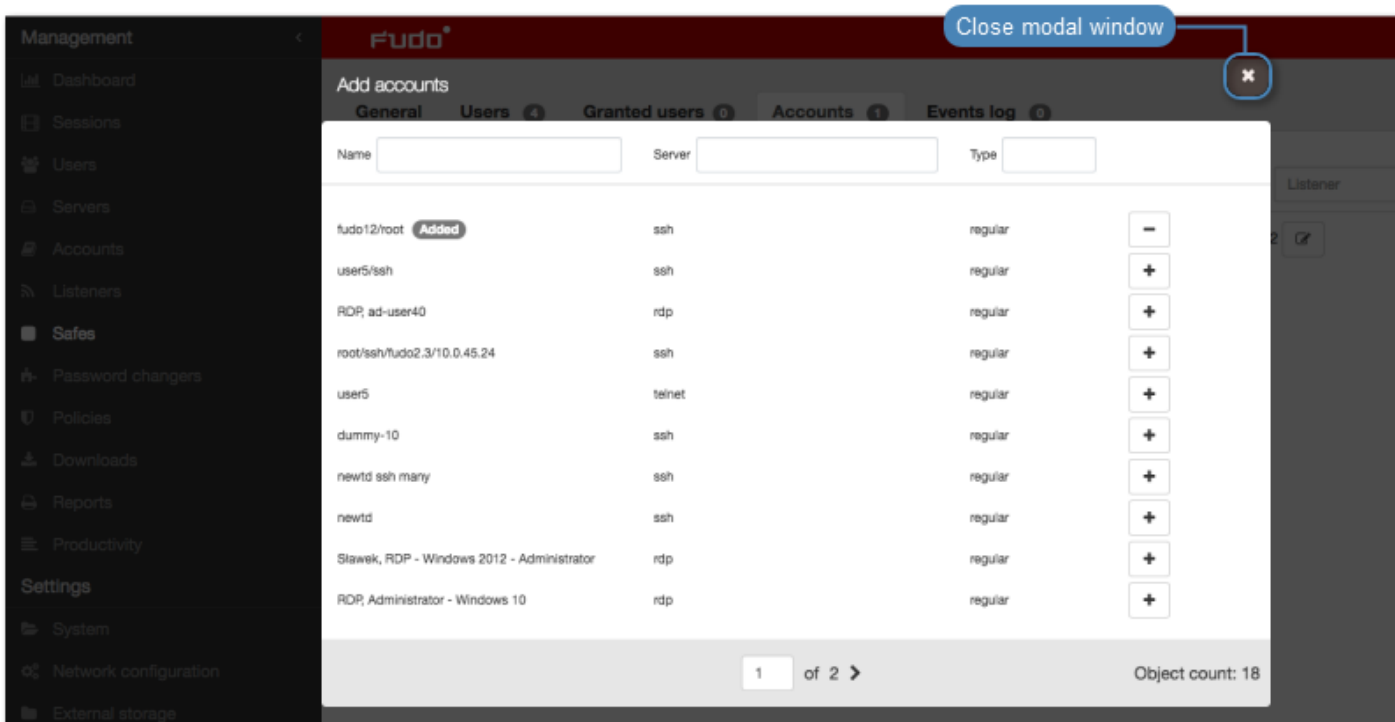 Close modal window
Management
Fudo
Add accounts
Dashboard
General Users 4 Granted users 0 Accounts 1 Events log 0
Sessions
Name Server Type
Users
Listener
Servers
fudo12/root Added ssh regular
2
Accounts
user5/ssh ssh regular
Listeners
RDP, ad-user40 rdp regular
Safes
root/ssh/fudo2.3/10.0.45.24 ssh regular
Password changers
user5 telnet regular
Policies
dummy-10 ssh regular
Downloads
newtd ssh many ssh regular
Reports
newtd ssh regular
Productivity
Sławek, RDP - Windows 2012 - Administrator rdp regular
Settings
RDP, Administrator - Windows 10 rdp regular
System
1 of 2
Object count: 18
Network configuration
External storage